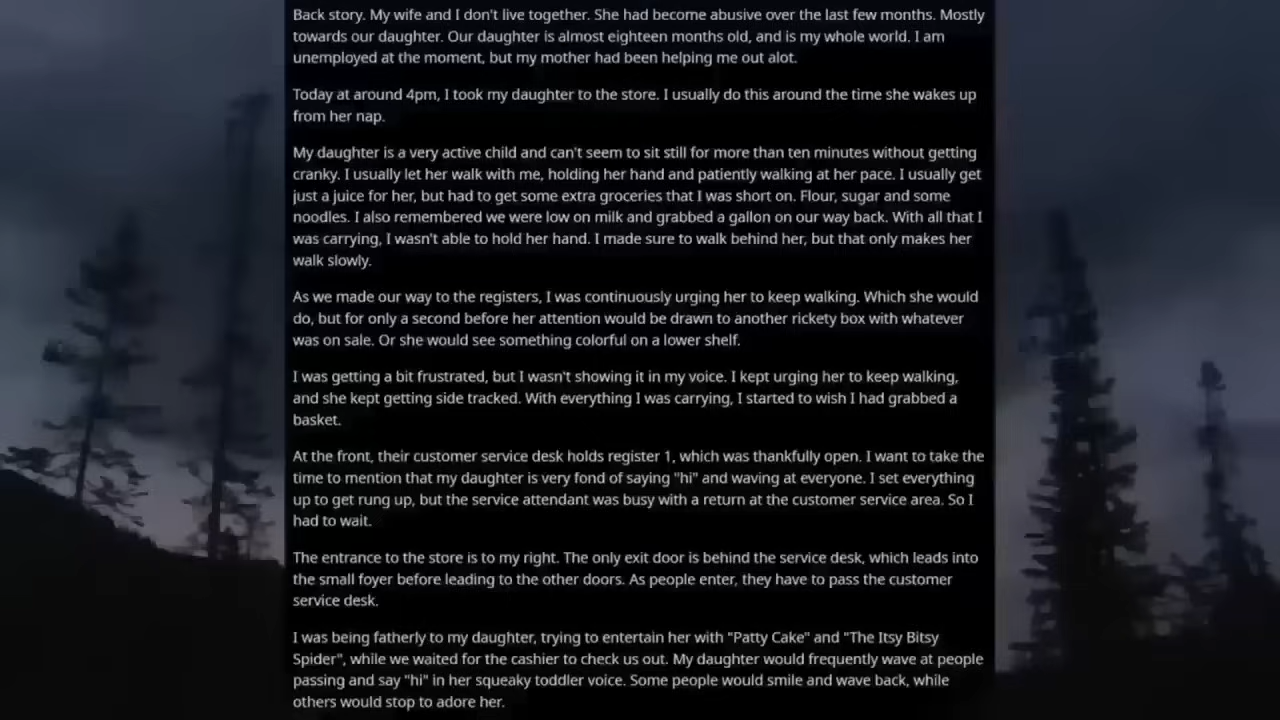 Back story. My wife and I don't live together. She had become abusive over the last few months. Mostly
towards our daughter. Our daughter is almost eighteen months old, and is my whole world. I am
unemployed at the moment, but my mother had been helping me out alot.
Today at around 4pm, I took my daughter to the store. I usually do this around the time she wakes up
from her nap.
My daughter is a very active child and can't seem to sit still for more than ten minutes without getting
cranky. I usually let her walk with me, holding her hand and patiently walking at her pace. I usually get
just a juice for her, but had to get some extra groceries that I was short on. Flour, sugar and some
noodles. I also remembered we were low on milk and grabbed a gallon on our way back. With all that I
was carrying, I wasn't able to hold her hand. I made sure to walk behind her, but that only makes her
walk slowly.
As we made our way to the registers, I was continuously urging her to keep walking. Which she would
do, but for only a second before her attention would be drawn to another rickety box with whatever
was on sale. Or she would see something colorful on a lower shelf.
I was getting a bit frustrated, but I wasn't showing it in my voice. I kept urging her to keep walking,
and she kept getting side tracked. With everything I was carrying, I started to wish I had grabbed a
basket.
At the front, their customer service desk holds register 1, which was thankfully open. I want to take the
time to mention that my daughter is very fond of saying "hi" and waving at everyone. I set everything
up to get rung up, but the service attendant was busy with a return at the customer service area. So I
had to wait.
The entrance to the store is to my right. The only exit door is behind the service desk, which leads into
the small foyer before leading to the other doors. As people enter, they have to pass the customer
service desk.
I was being fatherly to my daughter, trying to entertain her with "Patty Cake" and "The Itsy Bitsy
Spider", while we waited for the cashier to check us out. My daughter would frequently wave at people
passing and say "hi" in her squeaky toddler voice. Some people would smile and wave back, while
others would stop to adore her.